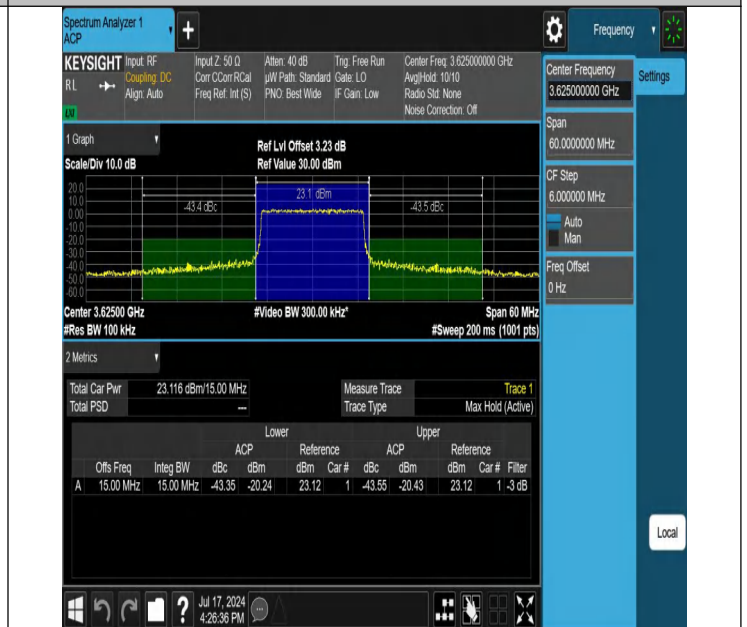 Spectrum Analyzer 1
ACP
Frequency
KEYSIGHT Input: RF Input Z: 50 Ω Atten: 40 dB Trig: Free Run Center Freq: 3.625000000 GHz
RL Coupling: DC Corr CCorr RCal µW Path: Standard Gate: LO Avg|Hold: 10/10
Align: Auto Freq Ref: Int (S) PNO: Best Wide IF Gain: Low Radio Std: None
Noise Correction: Off
Center Frequency
3.625000000 GHz
Settings
Span
60.0000000 MHz
CF Step
6.000000 MHz
Auto
Man
Freq Offset
0 Hz
1 Graph
Ref Lvl Offset 3.23 dB
Scale/Div 10.0 dB Ref Value 30.00 dBm
20.0
10.0
0.00
-10.0
-20.0
-30.0
-40.0
-50.0
-60.0
-43.4 dBc 23.1 dBm -43.5 dBc
Center 3.62500 GHz #Video BW 300.00 kHz* Span 60 MHz
#Res BW 100 kHz #Sweep 200 ms (1001 pts)
2 Metrics
Total Car Pwr 23.116 dBm/15.00 MHz Measure Trace Trace 1
Total PSD --- Trace Type Max Hold (Active)
Lower Upper
ACP Reference ACP Reference
Offs Freq Integ BW dBc dBm dBm Car # dBc dBm dBm Car # Filter
A 15.00 MHz 15.00 MHz -43.35 -20.24 23.12 1 -43.55 -20.43 23.12 1 -3 dB
Local
Jul 17, 2024
4:26:36 PM